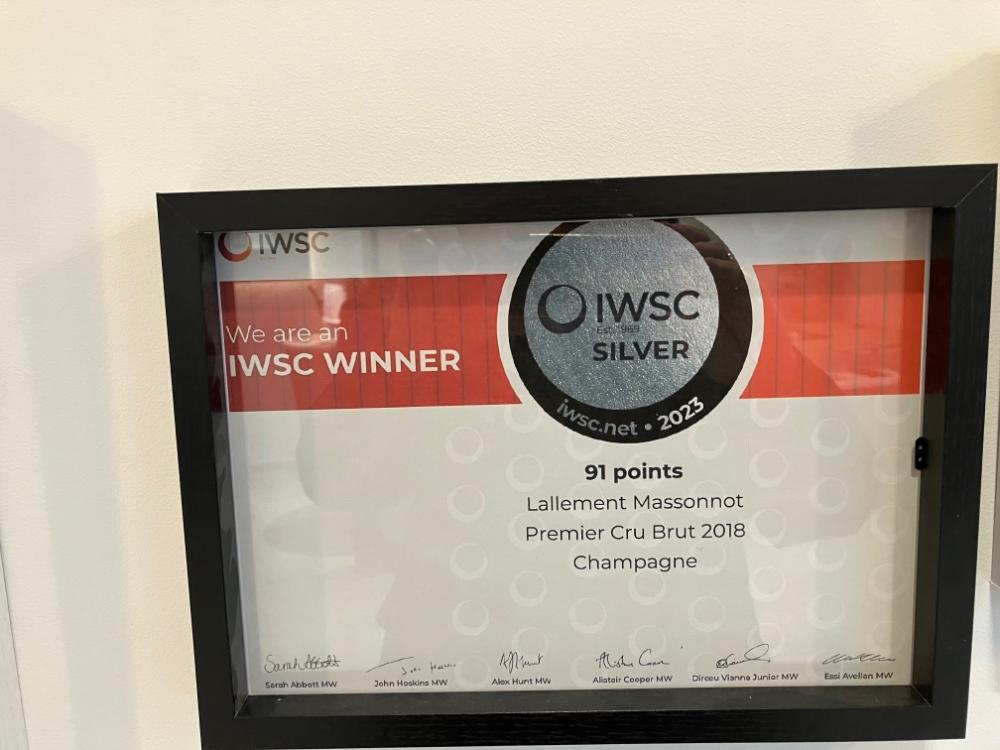 IWSC
We are an
IWSC WINNER
IWSC
Est. 1969
SILVER
iwsc.net • 2023
91 points
Lallement Massonnot
Premier Cru Brut 2018
Champagne
Sarah Abbott
Sarah Abbott MW
John Hoskins MW
Alex Hunt MW
Alistair Cooper MW
Dirceu Vianna Junior MW
Essi Avellan MW